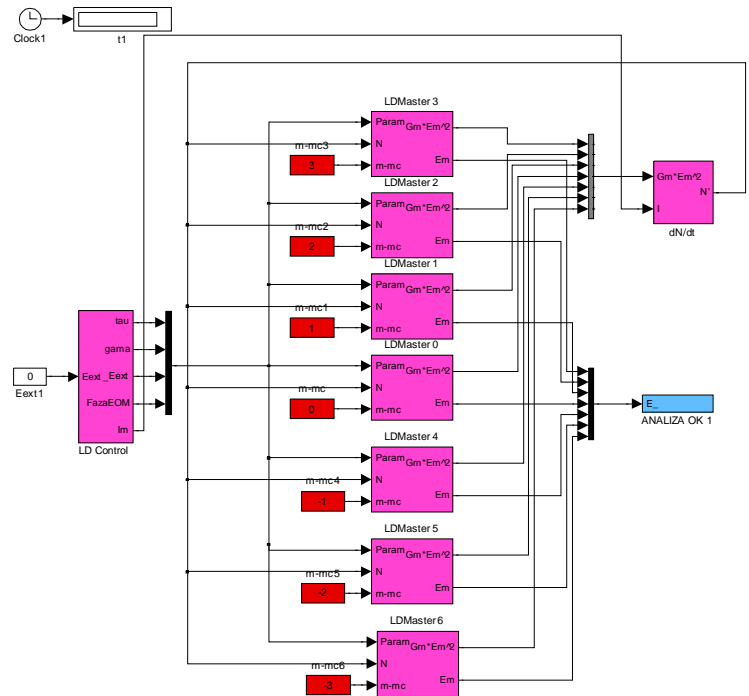 Clock1
t1
LDMaster 3
Param
Gm*Em^2
N
Em
m-mc
m-mc3
3
LDMaster 2
Param
Gm*Em^2
N
Em
m-mc
m-mc2
2
LDMaster 1
Param
Gm*Em^2
N
Em
m-mc
m-mc1
1
LDMaster 0
Param
Gm*Em^2
N
Em
m-mc
m-mc
0
LDMaster 4
Param
Gm*Em^2
N
Em
m-mc
m-mc4
-1
LDMaster 5
Param
Gm*Em^2
N
Em
m-mc
m-mc5
-2
LDMaster 6
Param
Gm*Em^2
N
Em
m-mc
m-mc6
-3
Gm*Em^2
N'
I
dN/dt
tau
gama
Eext _Eext
FazaEOM
Im
LD Control
0
Eext1
E_
ANALIZA OK 1